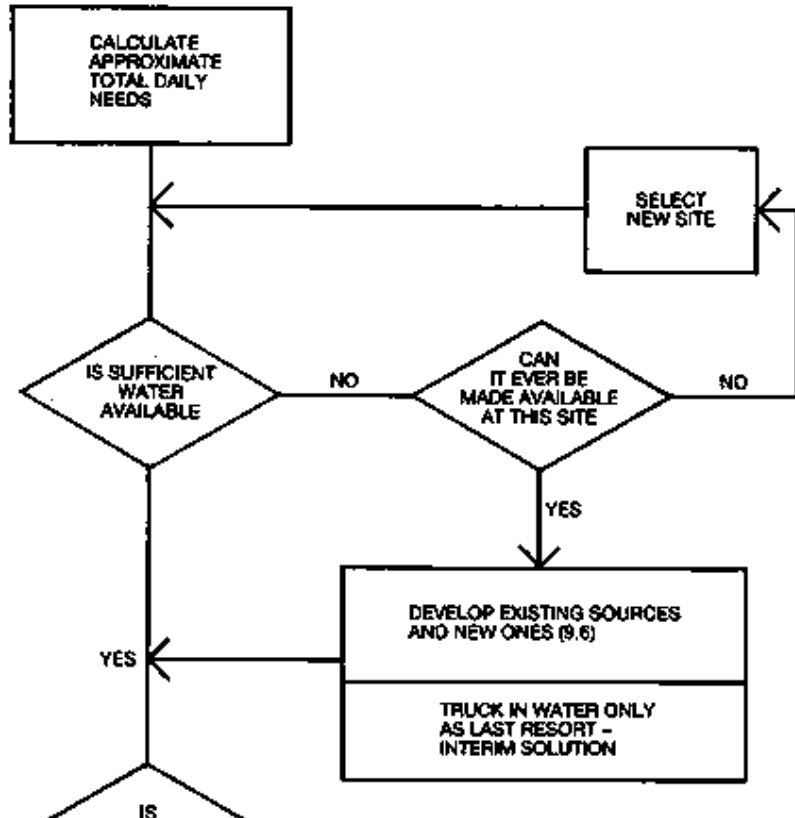 CALCULATE
APPROXIMATE
TOTAL DAILY
NEEDS
SELECT
NEW SITE
IS SUFFICIENT
WATER
AVAILABLE
NO
CAN
IT EVER BE
MADE AVAILABLE
AT THIS SITE
NO
YES
DEVELOP EXISTING SOURCES
AND NEW ONES (9.6)
YES
TRUCK IN WATER ONLY
AS LAST RESORT –
INTERIM SOLUTION
IS